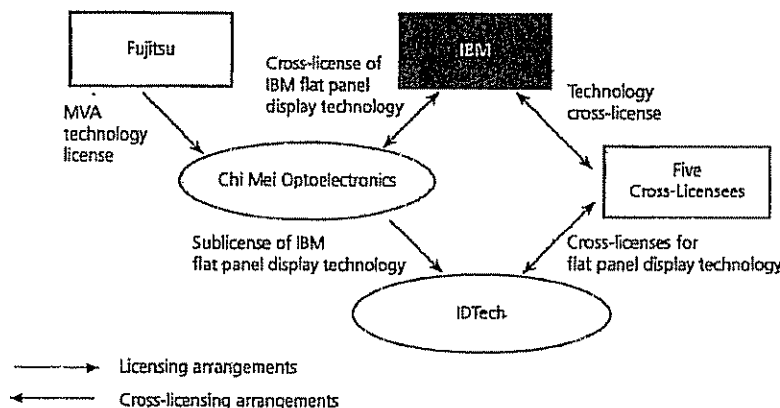 Fujitsu
IBM
Cross-license of
IBM flat panel
display technology
MVA
technology
license
Technology
cross-license
Chi Mei Optoelectronics
Five
Cross-Licensees
Sublicense of IBM
flat panel display technology
Cross-licenses for
flat panel display technology
IDTech
Licensing arrangements
Cross-licensing arrangements